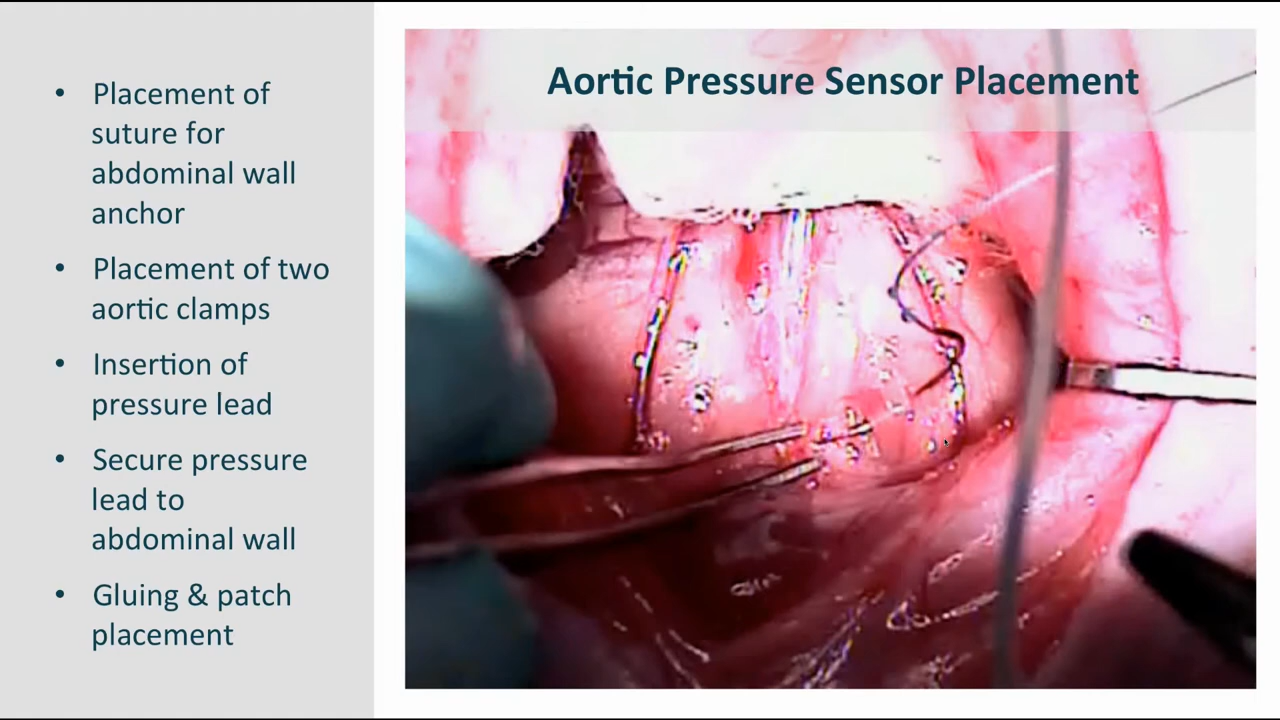 Aortic Pressure Sensor Placement
• Placement of
suture for
abdominal wall
anchor
• Placement of two
aortic clamps
• Insertion of
pressure lead
• Secure pressure
lead to
abdominal wall
• Gluing & patch
placement